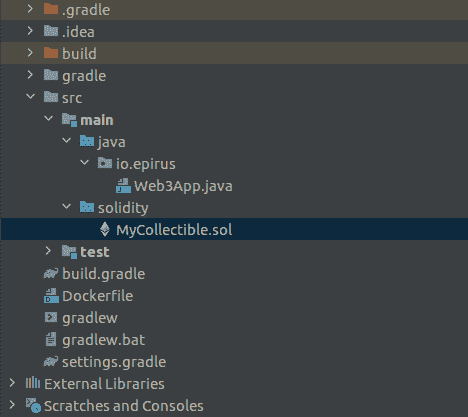 .gradle
.idea
build
gradle
src
main
java
io.epirus
Web3App.java
solidity
MyCollectible.sol
test
build.gradle
Dockerfile
gradlew
gradlew.bat
settings.gradle
External Libraries
Scratches and Consoles